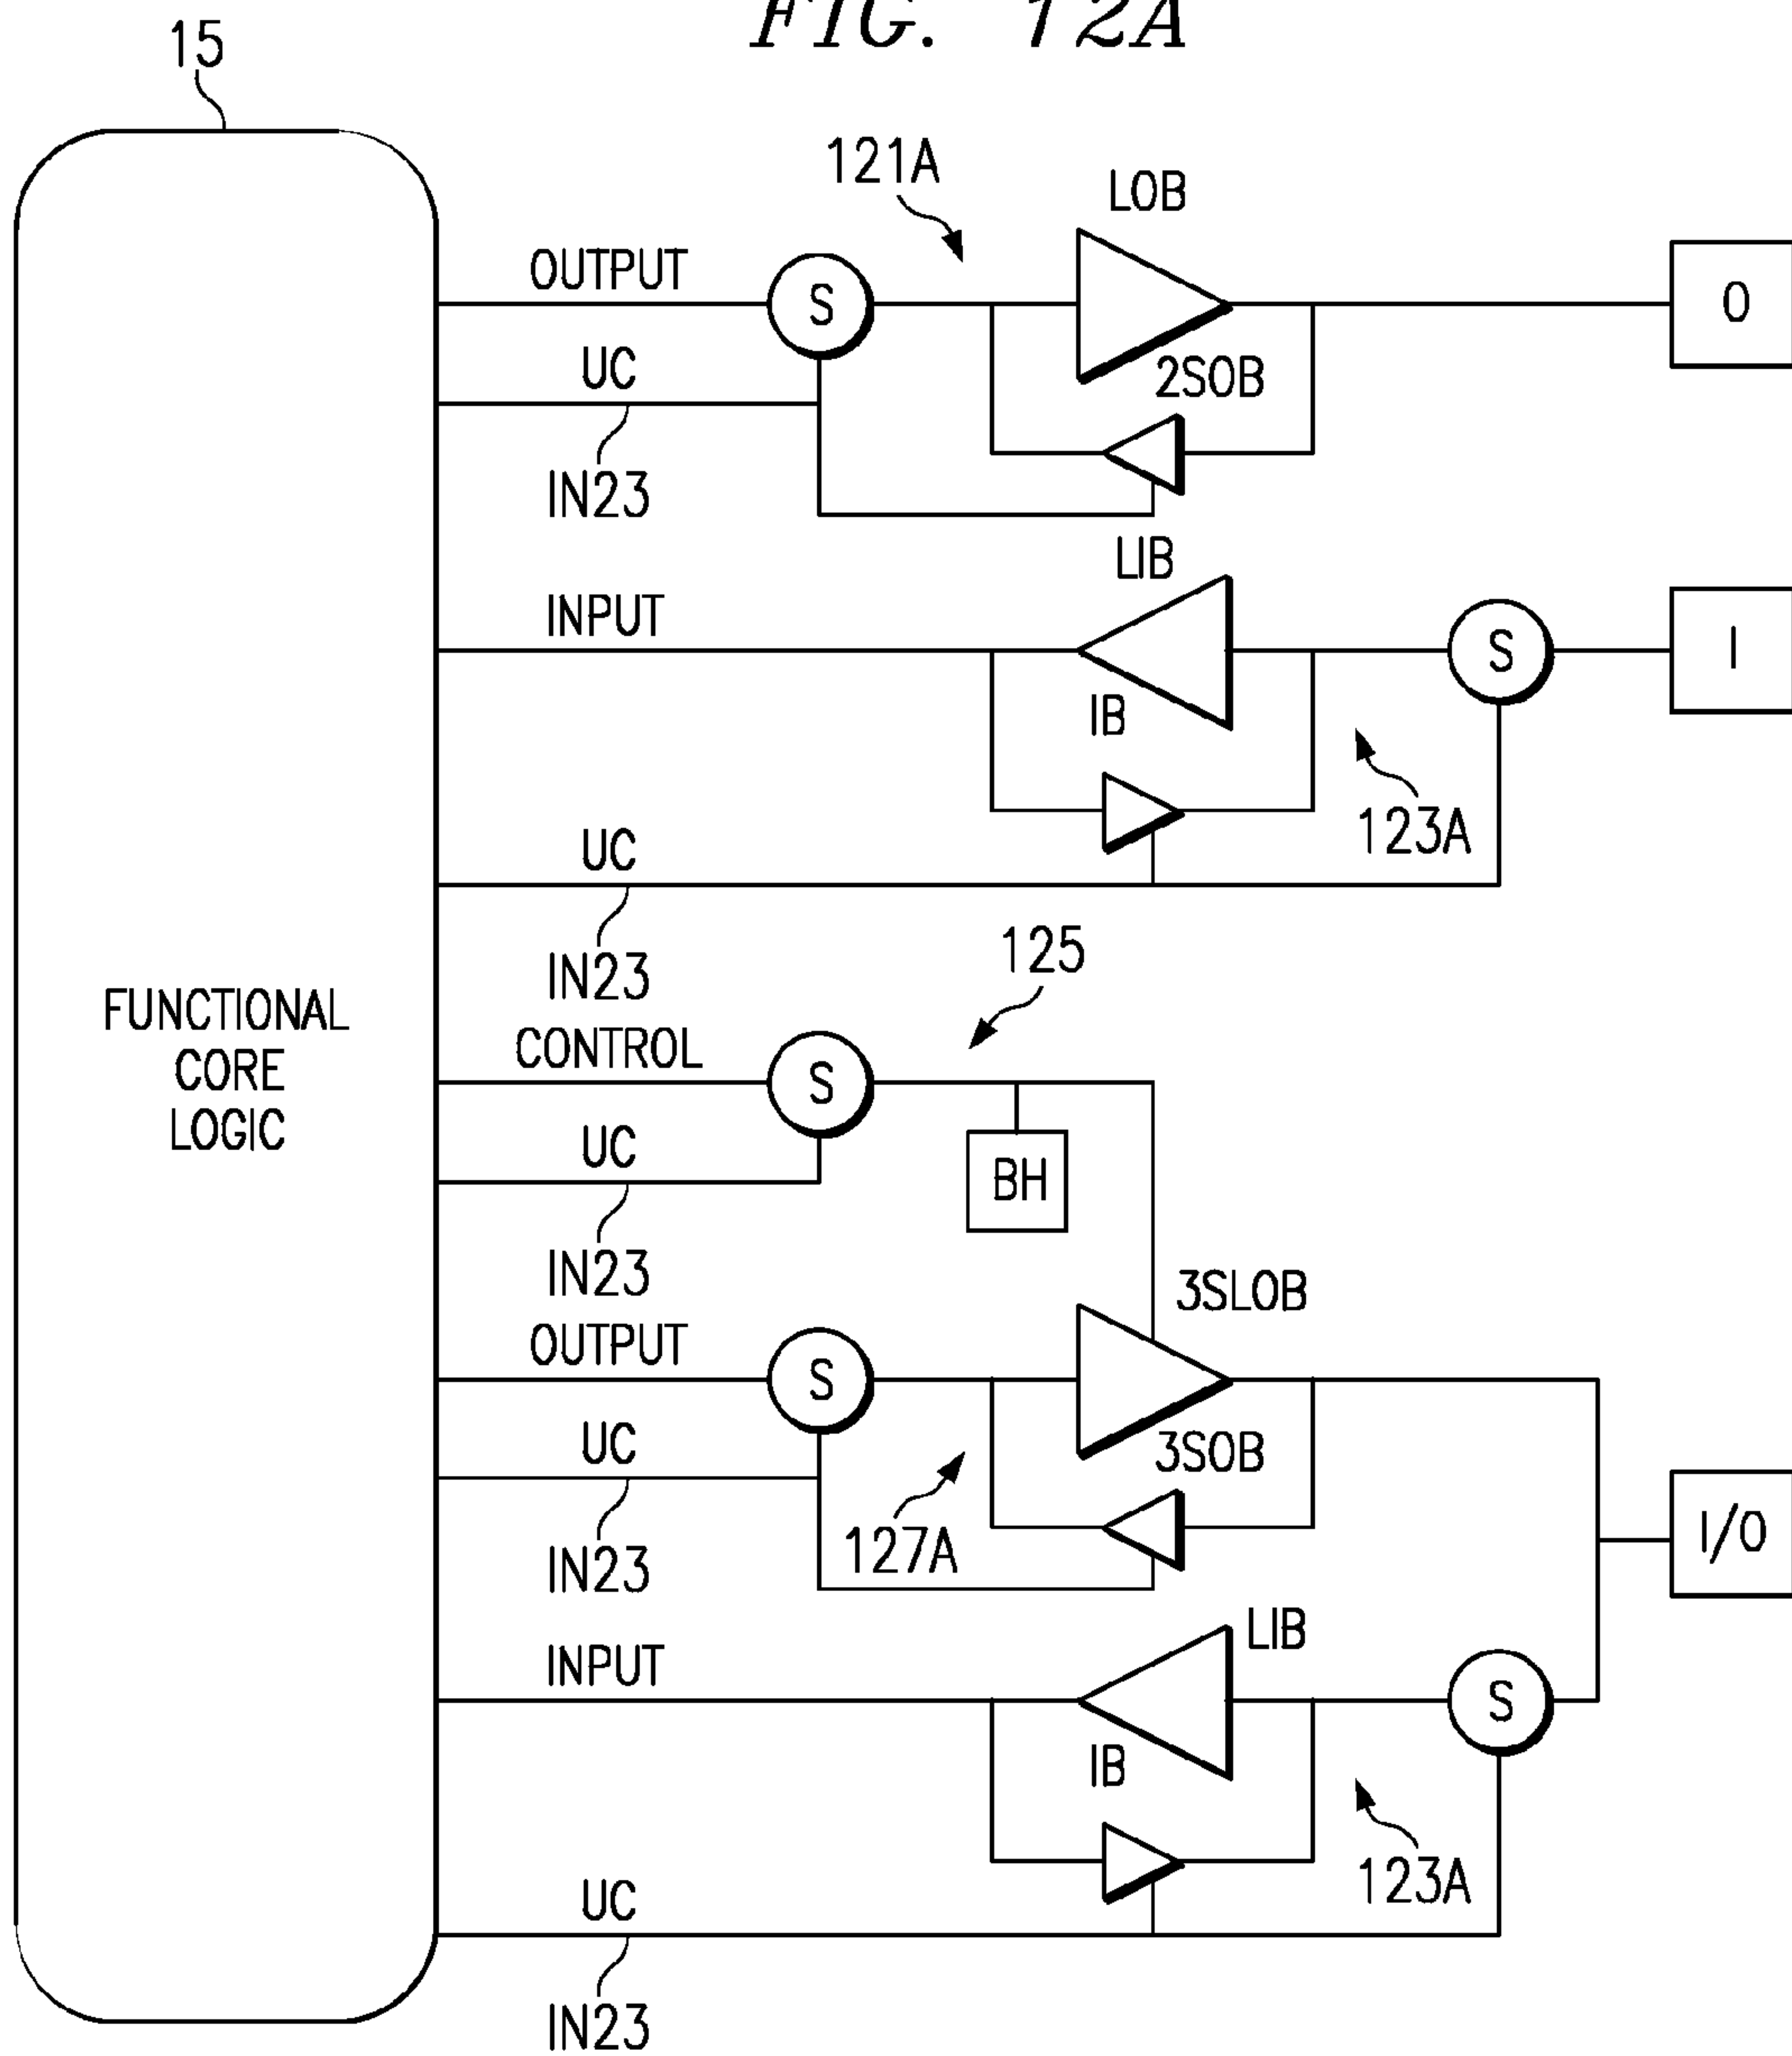 FIG. 12A
15
121A
LOB
OUTPUT
S
O
UC
2SOB
IN23
LIB
INPUT
S
I
IB
123A
UC
IN23
125
FUNCTIONAL
CORE
LOGIC
CONTROL
S
UC
BH
IN23
3SLOB
OUTPUT
S
UC
3SOB
I/O
127A
IN23
LIB
INPUT
S
IB
123A
UC
IN23